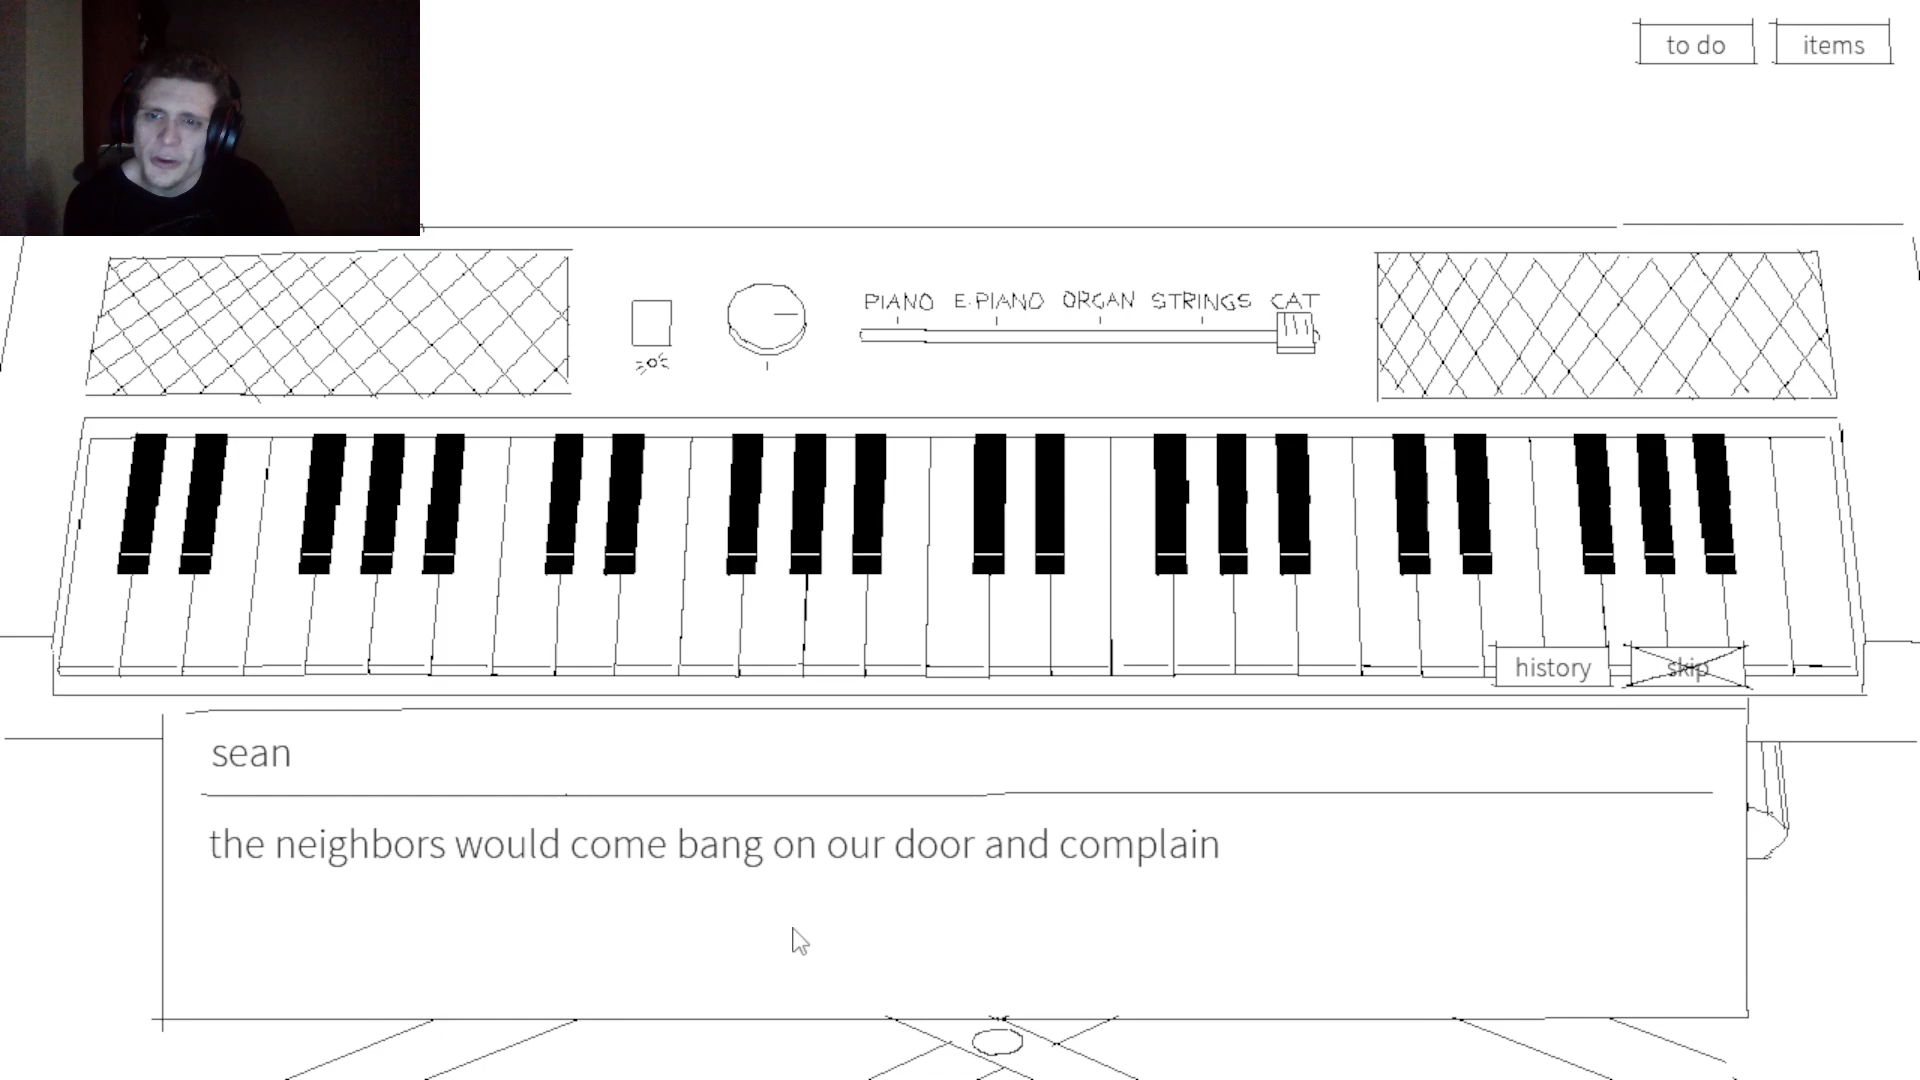 to do
items
PIANO E.PIANO ORGAN STRINGS CAT
history
skip
sean
the neighbors would come bang on our door and complain